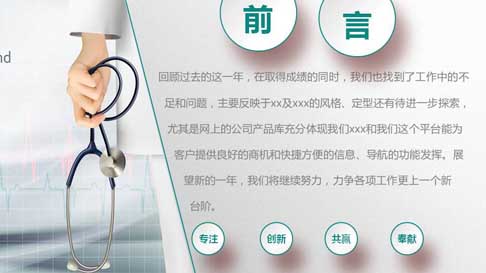 nd
前 言
回顾过去的这一年，在取得成绩的同时，我们也找到了工作中的不
足和问题，主要反映于xx及xxx的风格、定型还有待进一步探索，
尤其是网上的公司产品库充分体现我们xxx和我们这个平台能为
客户提供良好的商机和快捷方便的信息、导航的功能发挥。展
望新的一年，我们将继续努力，力争各项工作更上一个新
台阶。
专注 创新 共赢 奉献